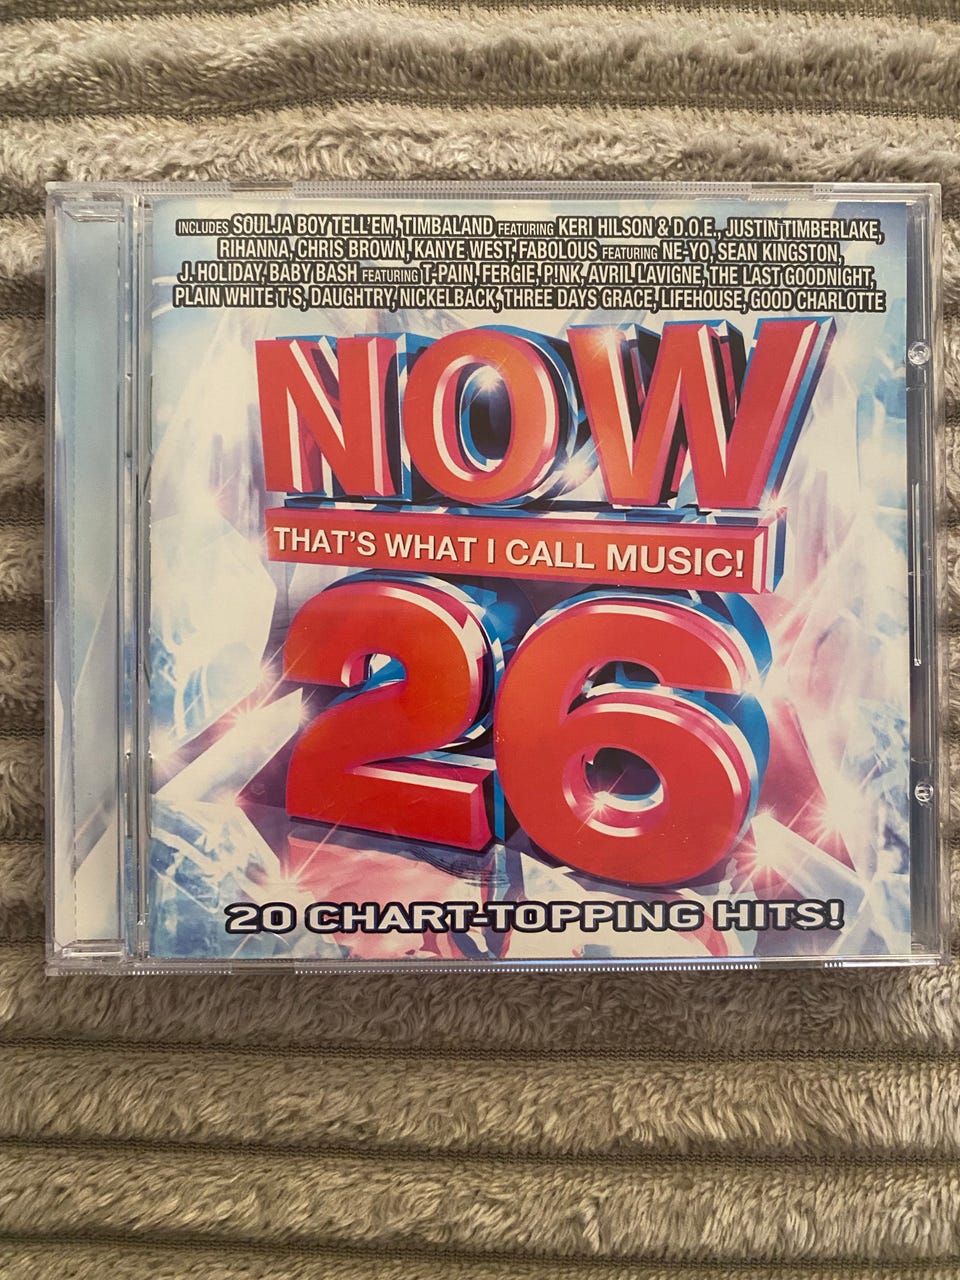 INCLUDES SOULJA BOY TELL'EM, TIMBALAND FEATURING KERI HILSON & D.O.E., JUSTIN TIMBERLAKE,
RIHANNA, CHRIS BROWN, KANYE WEST, FABOLOUS FEATURING NE-YO, SEAN KINGSTON,
J. HOLIDAY, BABY BASH FEATURING T-PAIN, FERGIE, P!NK, AVRIL LAVIGNE, THE LAST GOODNIGHT,
PLAIN WHITE T'S, DAUGHTRY, NICKELBACK, THREE DAYS GRACE, LIFEHOUSE, GOOD CHARLOTTE
NOW
THAT'S WHAT I CALL MUSIC!
26
20 CHART-TOPPING HITS!